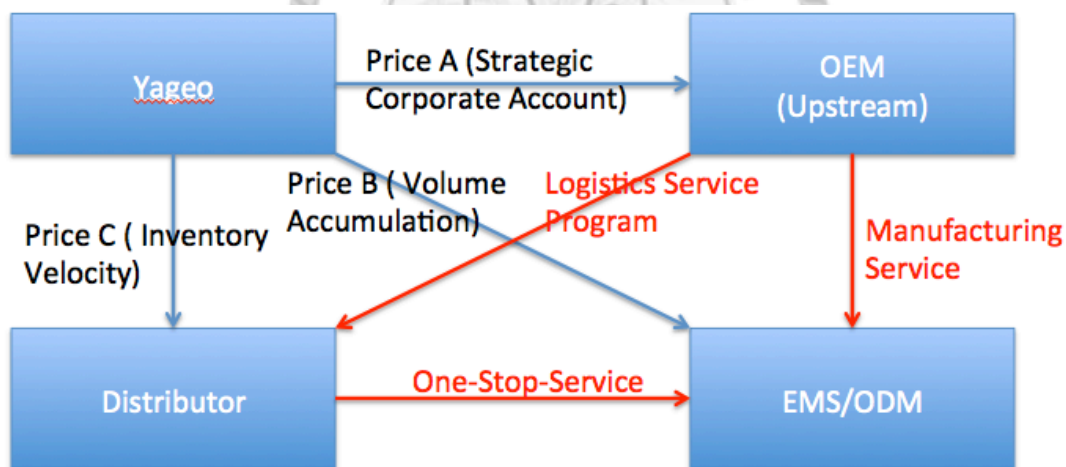 Yageo
Price A (Strategic
Corporate Account)
OEM
(Upstream)
Price B ( Volume
Accumulation)
Logistics Service
Program
Price C ( Inventory
Velocity)
Manufacturing
Service
Distributor
One-Stop-Service
EMS/ODM